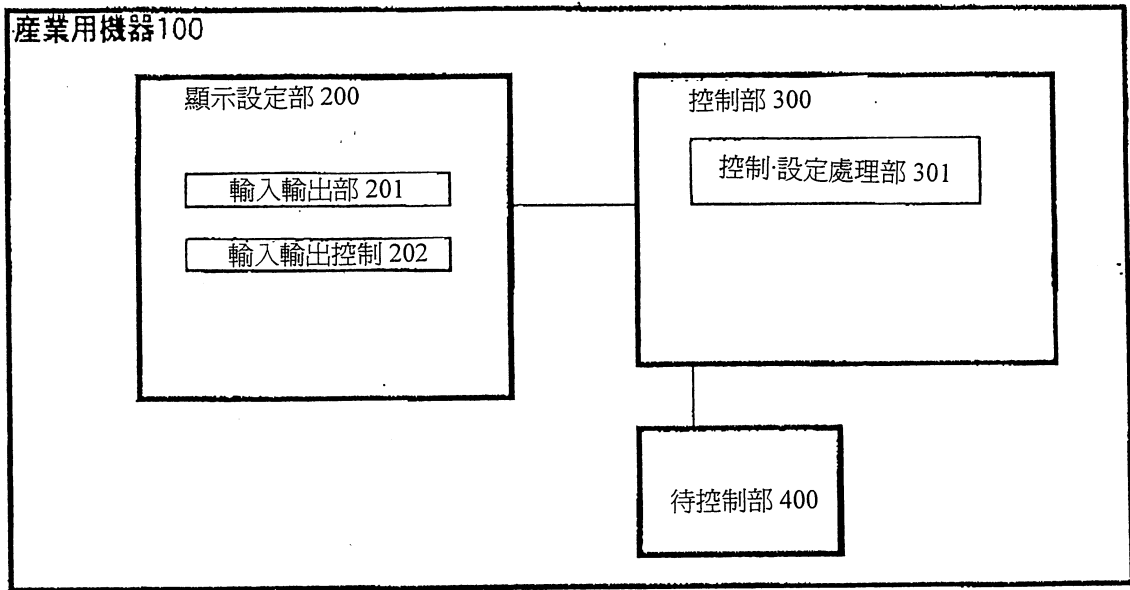 産業用機器100
顯示設定部 200
輸入輸出部 201
輸入輸出控制 202
控制部 300
控制·設定處理部 301
待控制部 400